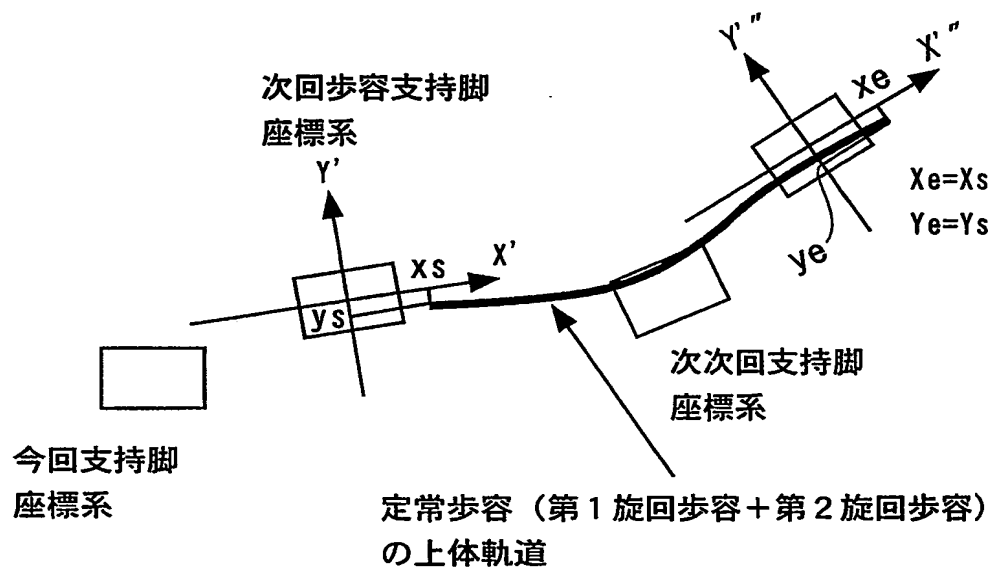 Y'"
X'"
xe
次回歩容支持脚
座標系
Y'
Xe=Xs
Ye=Ys
ye
X'
xs
ys
次次回支持脚
座標系
今回支持脚
座標系
定常歩容（第1旋回歩容＋第2旋回歩容）
の上体軌道